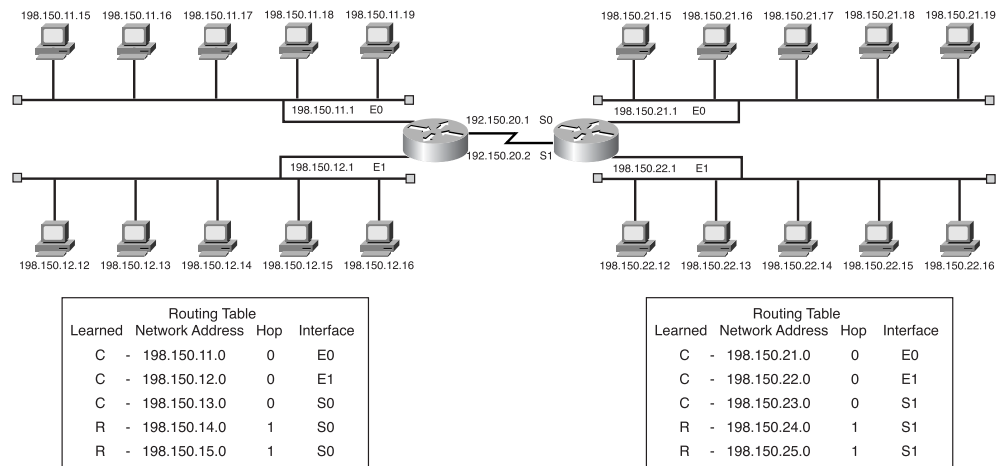 198.150.11.15 198.150.11.16 198.150.11.17 198.150.11.18 198.150.11.19
198.150.21.15 198.150.21.16 198.150.21.17 198.150.21.18 198.150.21.19
198.150.11.1 E0
192.150.20.1 S0
198.150.21.1 E0
198.150.12.1 E1
192.150.20.2 S1
198.150.22.1 E1
198.150.12.12 198.150.12.13 198.150.12.14 198.150.12.15 198.150.12.16
198.150.22.12 198.150.22.13 198.150.22.14 198.150.22.15 198.150.22.16
Routing Table
Learned Network Address Hop Interface
C - 198.150.11.0 0 E0
C - 198.150.12.0 0 E1
C - 198.150.13.0 0 S0
R - 198.150.14.0 1 S0
R - 198.150.15.0 1 S0
Routing Table
Learned Network Address Hop Interface
C - 198.150.21.0 0 E0
C - 198.150.22.0 0 E1
C - 198.150.23.0 0 S1
R - 198.150.24.0 1 S1
R - 198.150.25.0 1 S1